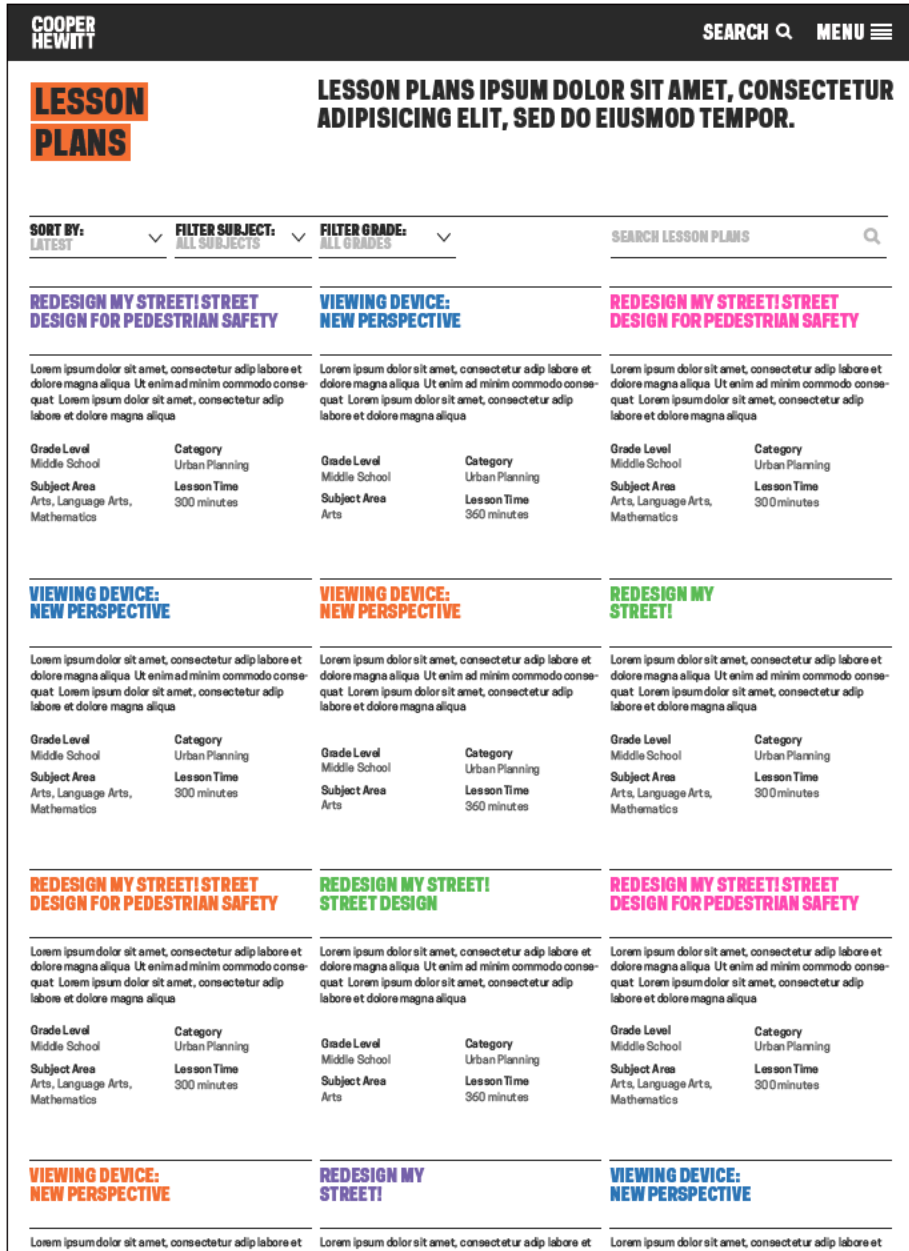 COOPER
HEWITT
SEARCH
MENU
LESSON
PLANS
LESSON PLANS IPSUM DOLOR SIT AMET, CONSECTETUR
ADIPISICING ELIT, SED DO EIUSMOD TEMPOR.
SORT BY:
LATEST
FILTER SUBJECT:
ALL SUBJECTS
FILTER GRADE:
ALL GRADES
SEARCH LESSON PLANS
REDESIGN MY STREET! STREET
DESIGN FOR PEDESTRIAN SAFETY
Lorem ipsum dolor sit amet, consectetur adip labore et
dolore magna aliqua Ut enim ad minim commodo conse-
quat Lorem ipsum dolor sit amet, consectetur adip
labore et dolore magna aliqua
Grade Level
Middle School
Category
Urban Planning
Subject Area
Arts, Language Arts,
Mathematics
Lesson Time
300 minutes
VIEWING DEVICE:
NEW PERSPECTIVE
Lorem ipsum dolor sit amet, consectetur adip labore et
dolore magna aliqua Ut enim ad minim commodo conse-
quat Lorem ipsum dolor sit amet, consectetur adip
labore et dolore magna aliqua
Grade Level
Middle School
Category
Urban Planning
Subject Area
Arts
Lesson Time
360 minutes
REDESIGN MY STREET! STREET
DESIGN FOR PEDESTRIAN SAFETY
Lorem ipsum dolor sit amet, consectetur adip labore et
dolore magna aliqua Ut enim ad minim commodo conse-
quat Lorem ipsum dolor sit amet, consectetur adip
labore et dolore magna aliqua
Grade Level
Middle School
Category
Urban Planning
Subject Area
Arts, Language Arts,
Mathematics
Lesson Time
300 minutes
VIEWING DEVICE:
NEW PERSPECTIVE
Lorem ipsum dolor sit amet, consectetur adip labore et
dolore magna aliqua Ut enim ad minim commodo conse-
quat Lorem ipsum dolor sit amet, consectetur adip
labore et dolore magna aliqua
Grade Level
Middle School
Category
Urban Planning
Subject Area
Arts, Language Arts,
Mathematics
Lesson Time
300 minutes
VIEWING DEVICE:
NEW PERSPECTIVE
Lorem ipsum dolor sit amet, consectetur adip labore et
dolore magna aliqua Ut enim ad minim commodo conse-
quat Lorem ipsum dolor sit amet, consectetur adip
labore et dolore magna aliqua
Grade Level
Middle School
Category
Urban Planning
Subject Area
Arts
Lesson Time
360 minutes
REDESIGN MY
STREET!
Lorem ipsum dolor sit amet, consectetur adip labore et
dolore magna aliqua Ut enim ad minim commodo conse-
quat Lorem ipsum dolor sit amet, consectetur adip
labore et dolore magna aliqua
Grade Level
Middle School
Category
Urban Planning
Subject Area
Arts, Language Arts,
Mathematics
Lesson Time
300 minutes
REDESIGN MY STREET! STREET
DESIGN FOR PEDESTRIAN SAFETY
Lorem ipsum dolor sit amet, consectetur adip labore et
dolore magna aliqua Ut enim ad minim commodo conse-
quat Lorem ipsum dolor sit amet, consectetur adip
labore et dolore magna aliqua
Grade Level
Middle School
Category
Urban Planning
Subject Area
Arts, Language Arts,
Mathematics
Lesson Time
300 minutes
REDESIGN MY STREET!
STREET DESIGN
Lorem ipsum dolor sit amet, consectetur adip labore et
dolore magna aliqua Ut enim ad minim commodo conse-
quat Lorem ipsum dolor sit amet, consectetur adip
labore et dolore magna aliqua
Grade Level
Middle School
Category
Urban Planning
Subject Area
Arts
Lesson Time
360 minutes
REDESIGN MY STREET! STREET
DESIGN FOR PEDESTRIAN SAFETY
Lorem ipsum dolor sit amet, consectetur adip labore et
dolore magna aliqua Ut enim ad minim commodo conse-
quat Lorem ipsum dolor sit amet, consectetur adip
labore et dolore magna aliqua
Grade Level
Middle School
Category
Urban Planning
Subject Area
Arts, Language Arts,
Mathematics
Lesson Time
300 minutes
VIEWING DEVICE:
NEW PERSPECTIVE
Lorem ipsum dolor sit amet, consectetur adip labore et
REDESIGN MY
STREET!
Lorem ipsum dolor sit amet, consectetur adip labore et
VIEWING DEVICE:
NEW PERSPECTIVE
Lorem ipsum dolor sit amet, consectetur adip labore et